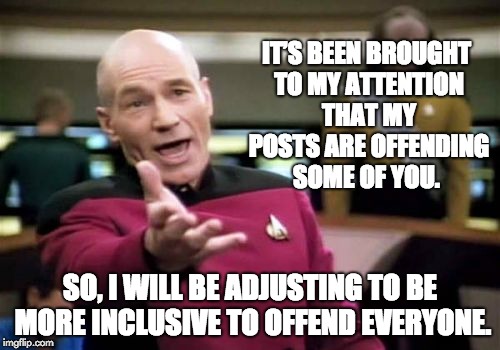 IT'S BEEN BROUGHT
TO MY ATTENTION
THAT MY
POSTS ARE OFFENDING
SOME OF YOU.
SO, I WILL BE ADJUSTING TO BE
MORE INCLUSIVE TO OFFEND EVERYONE.
imgflip.com